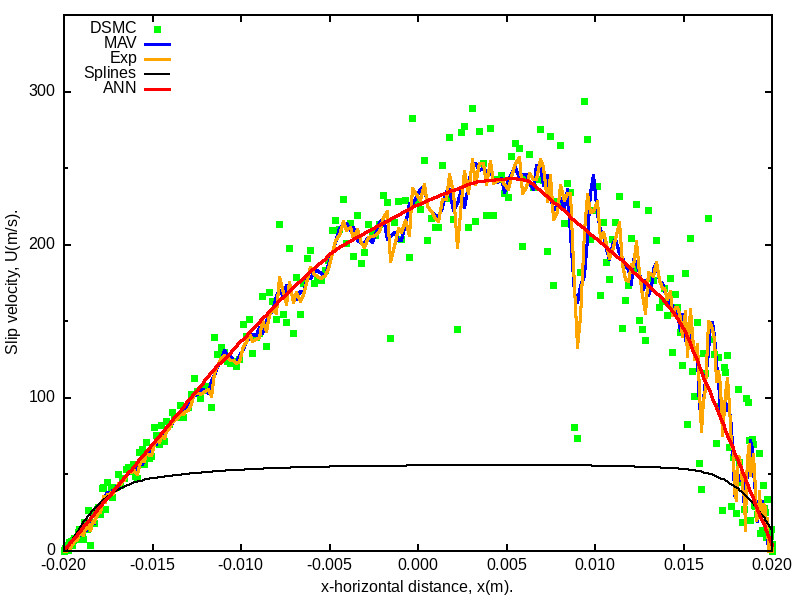 DSMC
MAV
Exp
Splines
ANN
300
200
100
0
Slip velocity, U(m/s),
-0.020 -0.015 -0.010 -0.005 0.000 0.005 0.010 0.015 0.020
x-horizontal distance, x(m).